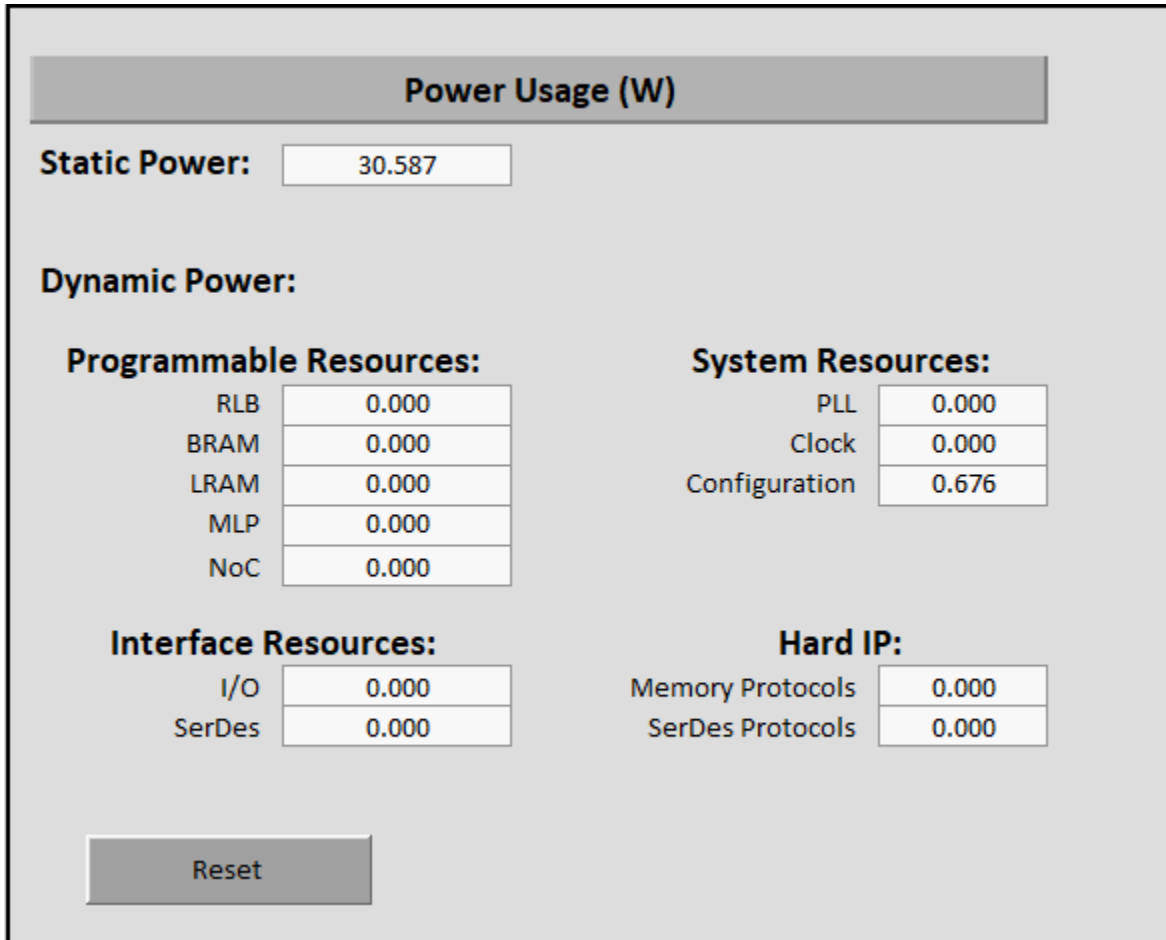 Power Usage (W)
Static Power: 30.587
Dynamic Power:
Programmable Resources:
RLB 0.000
BRAM 0.000
LRAM 0.000
MLP 0.000
NoC 0.000
System Resources:
PLL 0.000
Clock 0.000
Configuration 0.676
Interface Resources:
I/O 0.000
SerDes 0.000
Hard IP:
Memory Protocols 0.000
SerDes Protocols 0.000
Reset